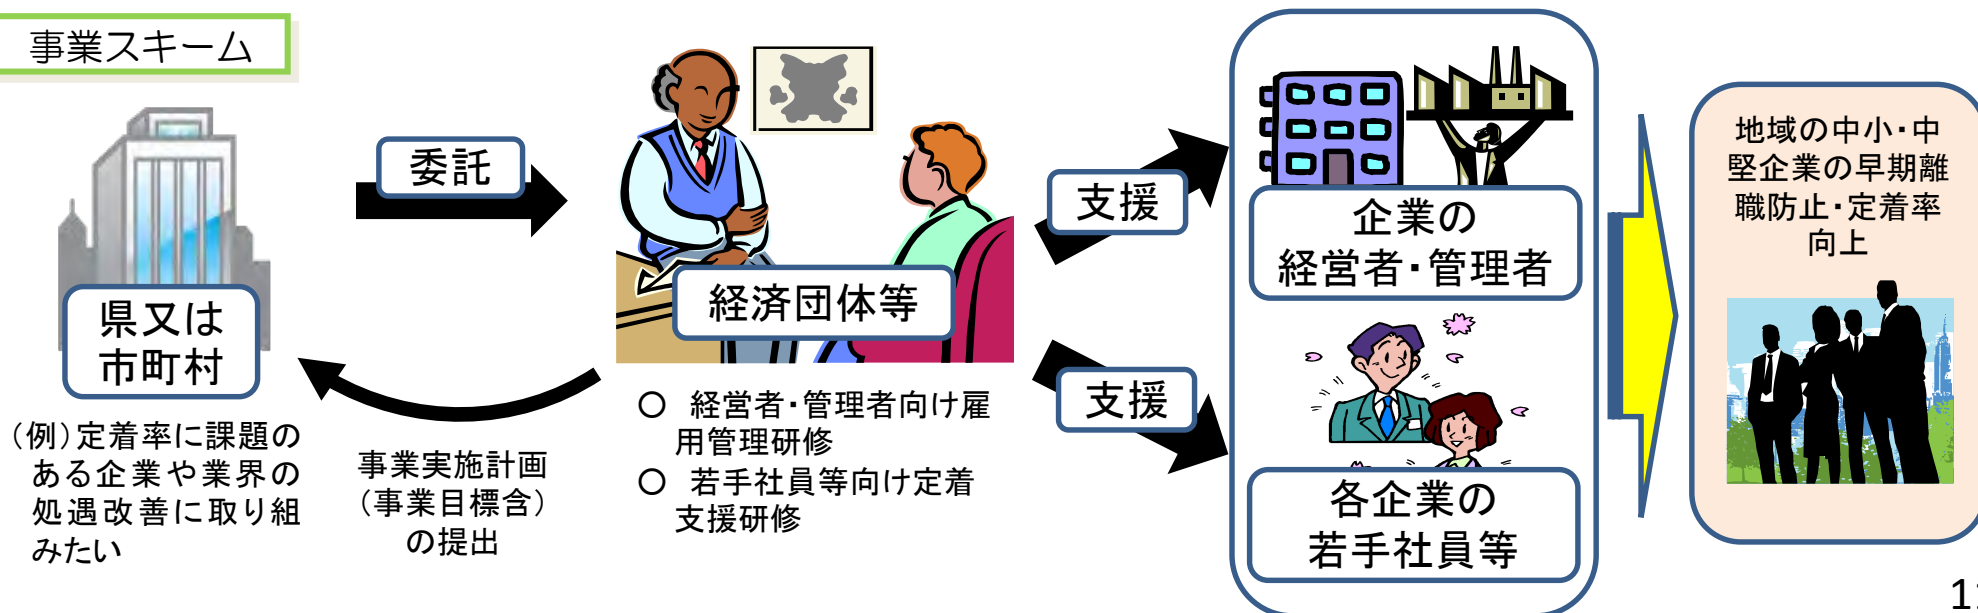 事業スキーム
県又は
市町村
(例)定着率に課題の
ある企業や業界の
処遇改善に取り組
みたい
委託
事業実施計画
(事業目標含)
の提出
経済団体等
○ 経営者・管理者向け雇
用管理研修
○ 若手社員等向け定着
支援研修
支援
支援
企業の
経営者・管理者
各企業の
若手社員等
地域の中小・中
堅企業の早期離
職防止・定着率
向上